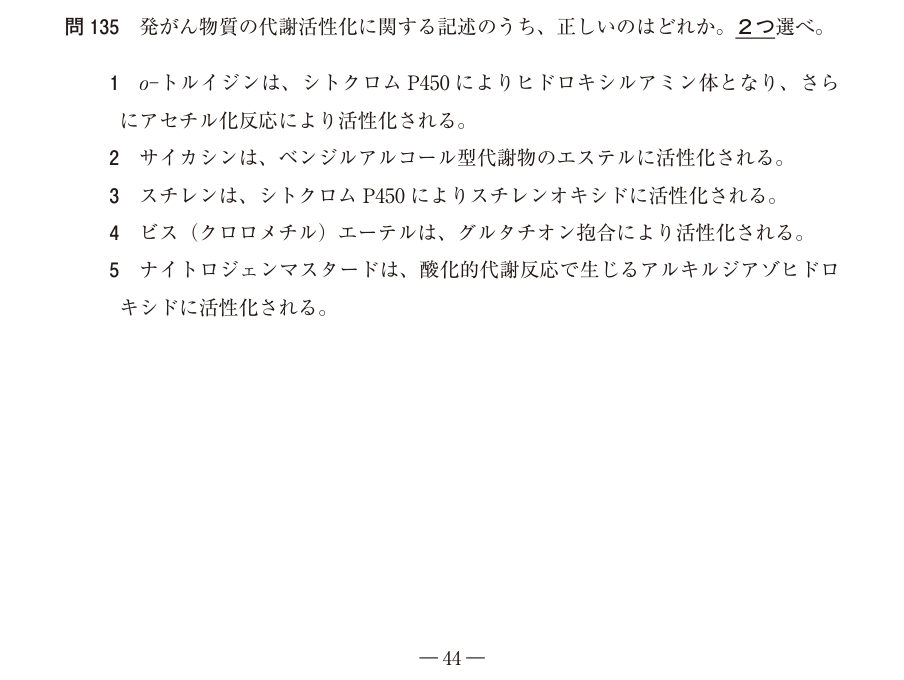 問 135　発がん物質の代謝活性化に関する記述のうち、正しいのはどれか。２つ選べ。
1　o-トルイジンは、シトクロム P450 によりヒドロキシルアミン体となり、さら
にアセチル化反応により活性化される。
2　サイカシンは、ベンジルアルコール型代謝物のエステルに活性化される。
3　スチレンは、シトクロム P450 によりスチレンオキシドに活性化される。
4　ビス（クロロメチル）エーテルは、グルタチオン抱合により活性化される。
5　ナイトロジェンマスタードは、酸化的代謝反応で生じるアルキルジアゾヒドロ
キシドに活性化される。
— 44 —